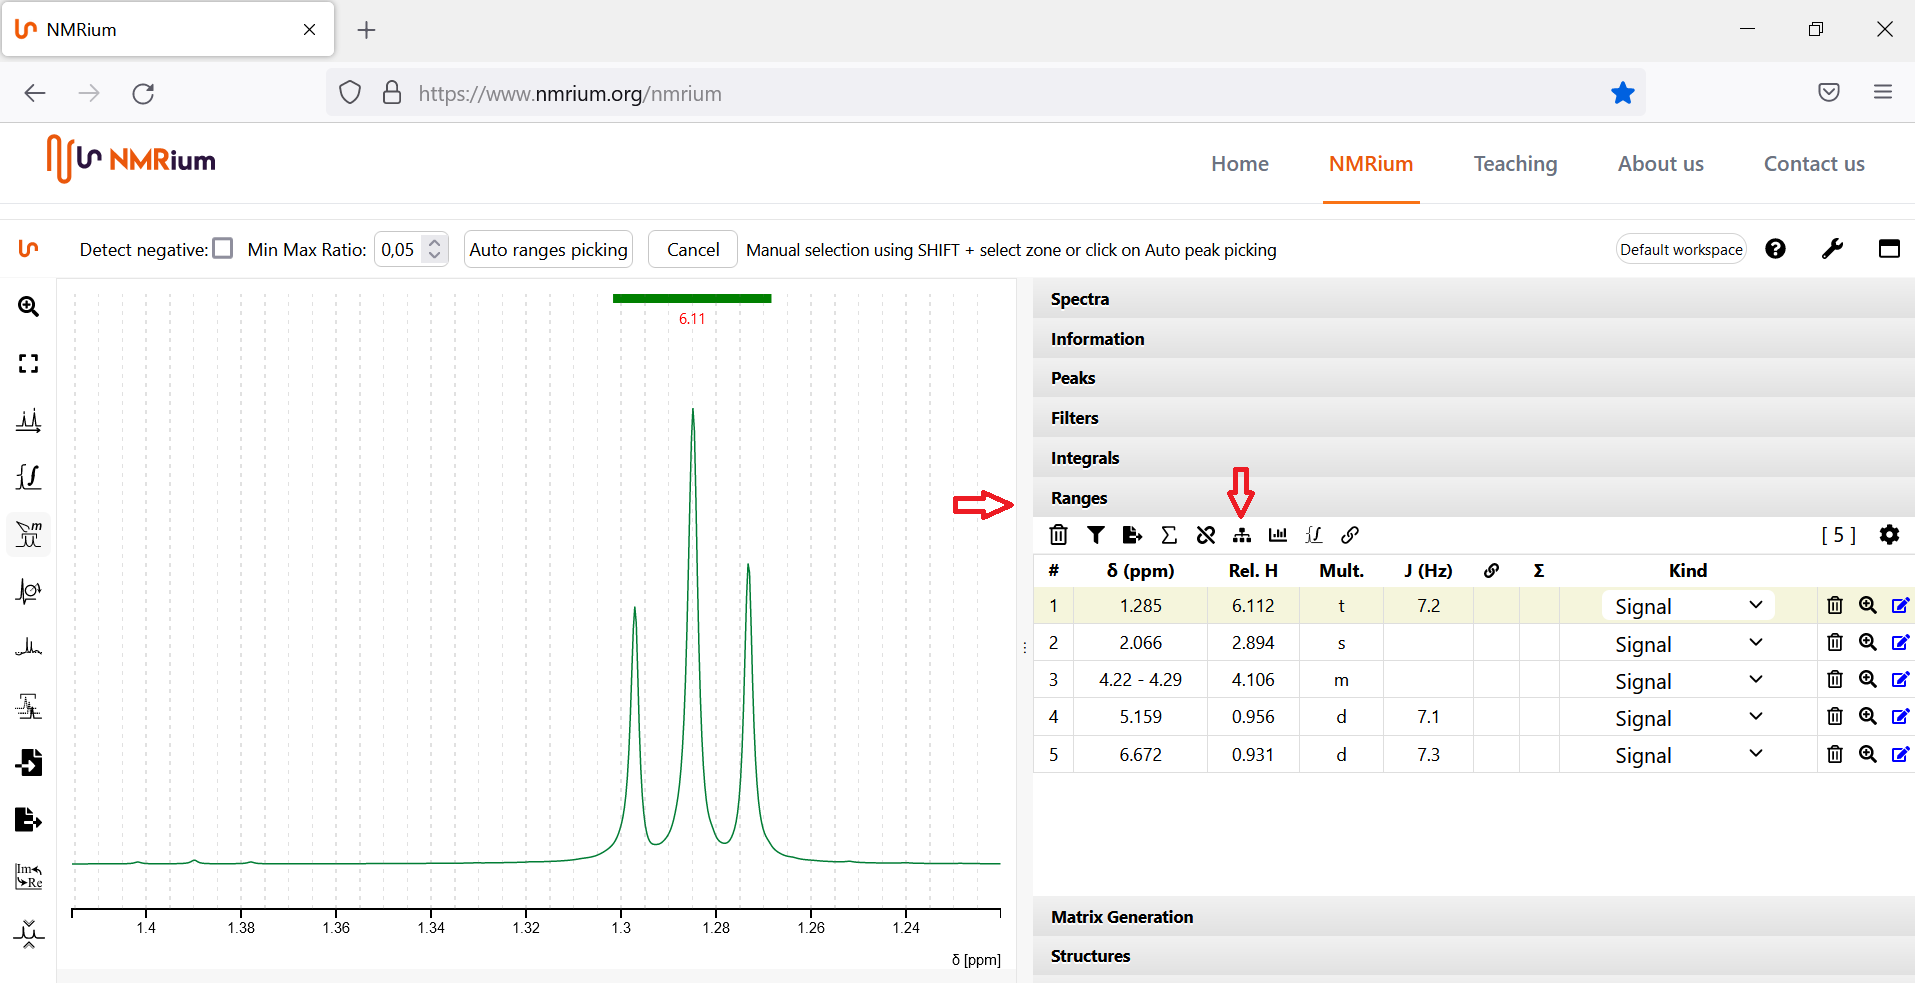 NMRium
https://www.nmrium.org/nmrium
NMRium
Home NMRium Teaching About us Contact us
Detect negative: Min Max Ratio: 0,05 Auto ranges picking Cancel Manual selection using SHIFT + select zone or click on Auto peak picking Default workspace
Spectra
6.11
Information
Peaks
Filters
Integrals
Ranges
[ 5 ]
# δ (ppm) Rel. H Mult. J (Hz) Σ Kind
1 1.285 6.112 t 7.2 Signal
2 2.066 2.894 s Signal
3 4.22 - 4.29 4.106 m Signal
4 5.159 0.956 d 7.1 Signal
5 6.672 0.931 d 7.3 Signal
m
Im
Re
1.4 1.38 1.36 1.34 1.32 1.3 1.28 1.26 1.24
δ [ppm]
Matrix Generation
Structures